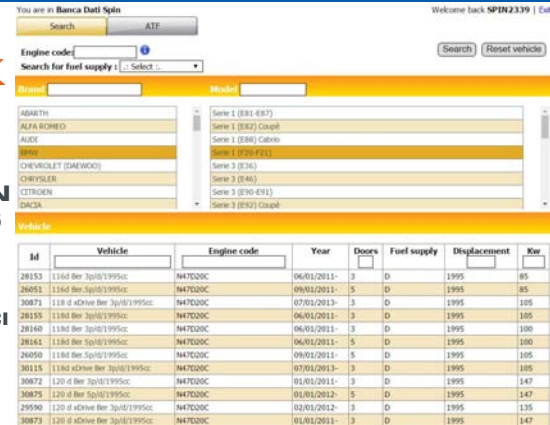 You are in Banca Dati Spin Welcome back SPIN2339 | Exi
Search ATF
Engine code: Search Reset vehicle
Search for fuel supply : .: Select :.
Brand Model
ABARTH Serie 1 (E81-E87)
ALFA ROMEO Serie 1 (E82) Coupè
AUDI Serie 1 (E88) Cabrio
BMW Serie 1 (F20-F21)
CHEVROLET (DAEWOO) Serie 3 (E36)
CHRYSLER Serie 3 (E46)
CITROEN Serie 3 (E90-E91)
DACIA Serie 3 (E92) Coupè
Vehicle
Id Vehicle Engine code Year Doors Fuel supply Displacement Kw
28153 116d Ber 3p/d/1995cc N47D20C 06/01/2011- 3 D 1995 85
26051 116d Ber.5p/d/1995cc N47D20C 09/01/2011- 5 D 1995 85
30871 118 d xDrive Ber 3p/d/1995cc N47D20C 07/01/2013- 3 D 1995 105
28155 118d Ber 3p/d/1995cc N47D20C 06/01/2011- 3 D 1995 105
28160 118d Ber 3p/d/1995cc N47D20C 06/01/2011- 3 D 1995 100
28161 118d Ber 5p/d/1995cc N47D20C 06/01/2011- 5 D 1995 100
26050 118d Ber.5p/d/1995cc N47D20C 09/01/2011- 5 D 1995 105
30115 118d xDrive Ber 3p/d/1995cc N47D20C 07/01/2013- 3 D 1995 105
30872 120 d Ber 3p/d/1995cc N47D20C 01/01/2011- 3 D 1995 147
30875 120 d Ber 5p/d/1995cc N47D20C 01/01/2011- 5 D 1995 147
29590 120 d xDrive Ber 3p/d/1995cc N47D20C 02/01/2012- 3 D 1995 135
30873 120 d xDrive Ber 3p/d/1995cc N47D20C 01/01/2011- 3 D 1995 147